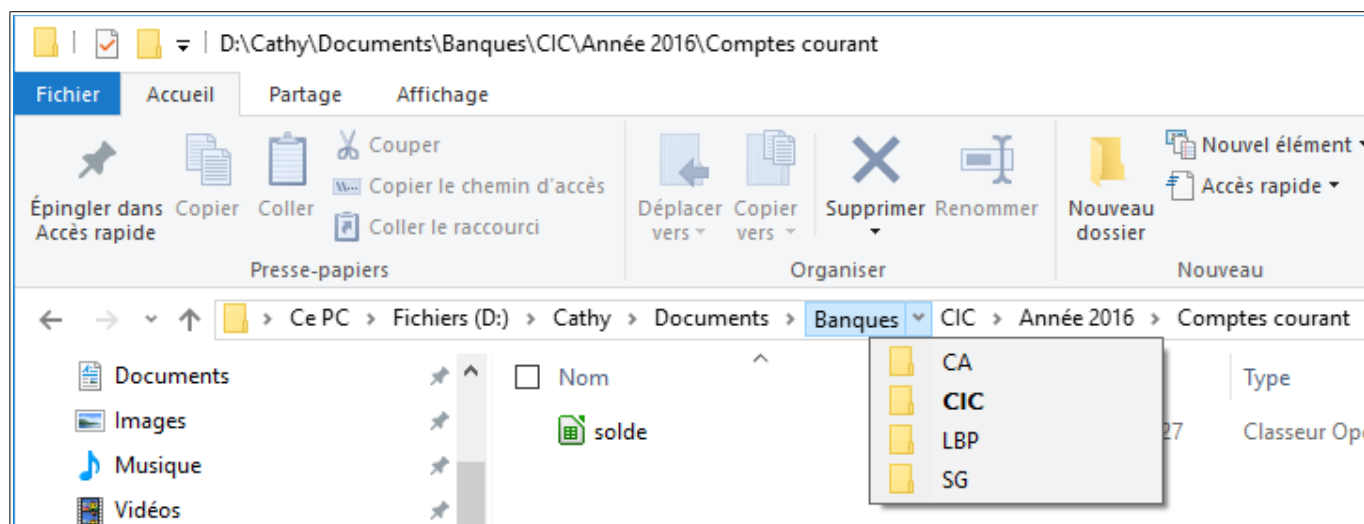 D:\Cathy\Documents\Banques\CIC\Année 2016\Comptes courant
Fichier Accueil Partage Affichage
Épingler dans Accès rapide
Copier
Coller
Couper
Copier le chemin d'accès
Coller le raccourci
Presse-papiers
Déplacer vers
Copier vers
Supprimer
Renommer
Organiser
Nouveau dossier
Nouvel élément
Accès rapide
Nouveau
Ce PC > Fichiers (D:) > Cathy > Documents > Banques CIC > Année 2016 > Comptes courant
Documents
Images
Musique
Vidéos
Nom
Type
solde
27
Classeur Op
CA
CIC
LBP
SG